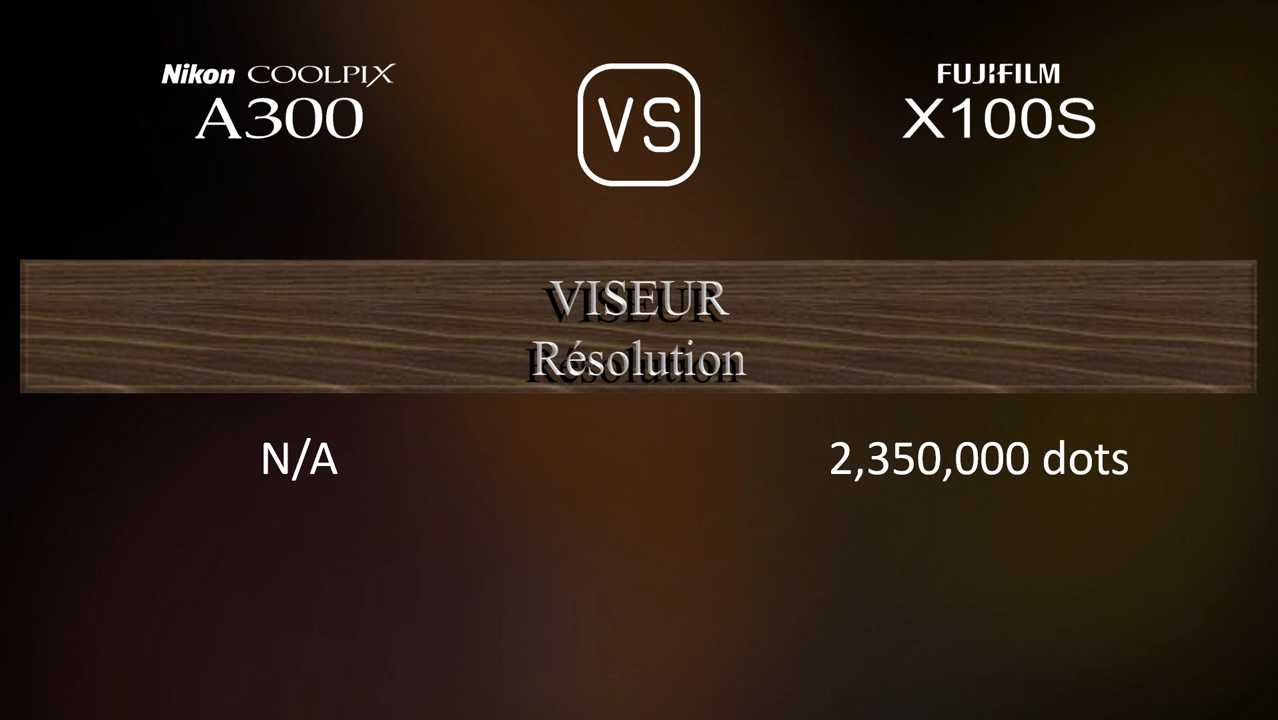 Nikon COOLPIX
A300
VS
FUJIFILM
X100S
VISEUR
Résolution
N/A
2,350,000 dots